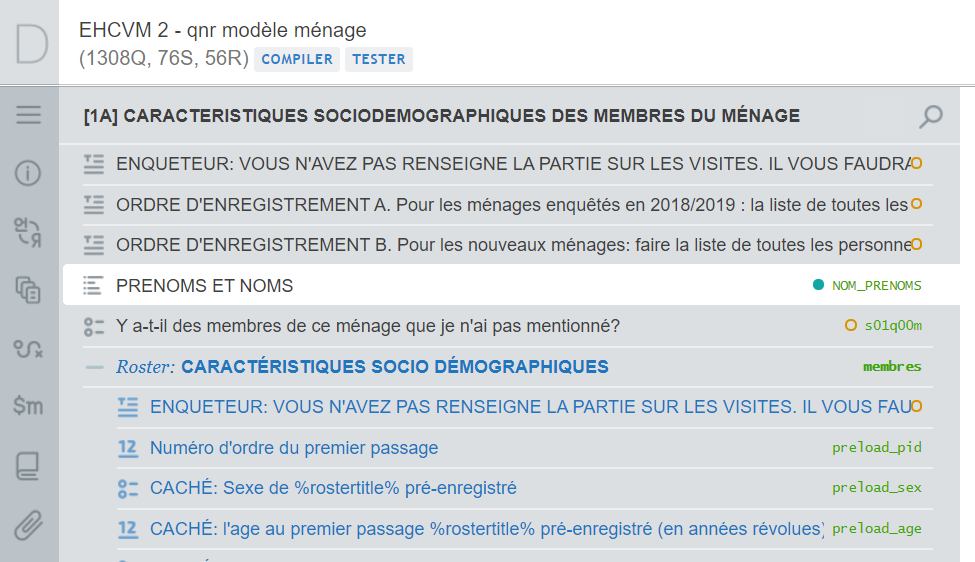 D
EHCVM 2 - qnr modèle ménage
(1308Q, 76S, 56R) COMPILER TESTER
[1A] CARACTERISTIQUES SOCIODEMOGRAPHIQUES DES MEMBRES DU MÉNAGE
ENQUETEUR: VOUS N'AVEZ PAS RENSEIGNE LA PARTIE SUR LES VISITES. IL VOUS FAUDRA
ORDRE D'ENREGISTREMENT A. Pour les ménages enquêtés en 2018/2019 : la liste de toutes les
ORDRE D'ENREGISTREMENT B. Pour les nouveaux ménages: faire la liste de toutes les personne
PRENOMS ET NOMS NOM_PRENOMS
Y a-t-il des membres de ce ménage que je n'ai pas mentionné? s01q00m
Roster: CARACTÉRISTIQUES SOCIO DÉMOGRAPHIQUES membres
ENQUETEUR: VOUS N'AVEZ PAS RENSEIGNE LA PARTIE SUR LES VISITES. IL VOUS FAU
12 Numéro d'ordre du premier passage preload_pid
CACHÉ: Sexe de %rostertitle% pré-enregistré preload_sex
12 CACHÉ: l'age au premier passage %rostertitle% pré-enregistré (en années révolues) preload_age
$m